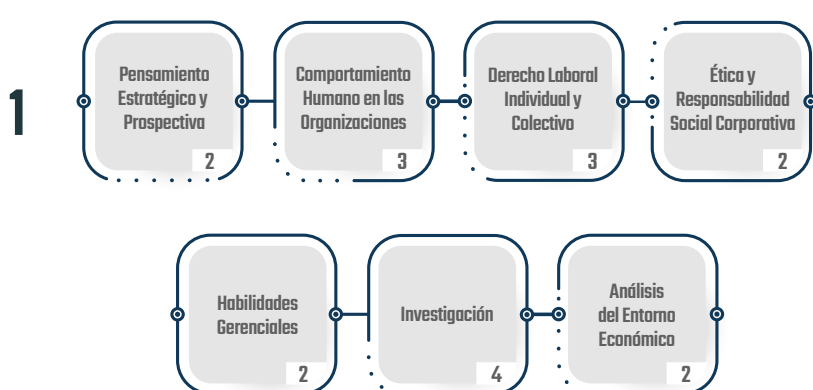 1
Pensamiento
Estratégico y
Prospectiva
2
Comportamiento
Humano en las
Organizaciones
3
Derecho Laboral
Individual y
Colectivo
3
Ética y
Responsabilidad
Social Corporativa
2
Habilidades
Gerenciales
2
Investigación
4
Análisis
del Entorno
Económico
2